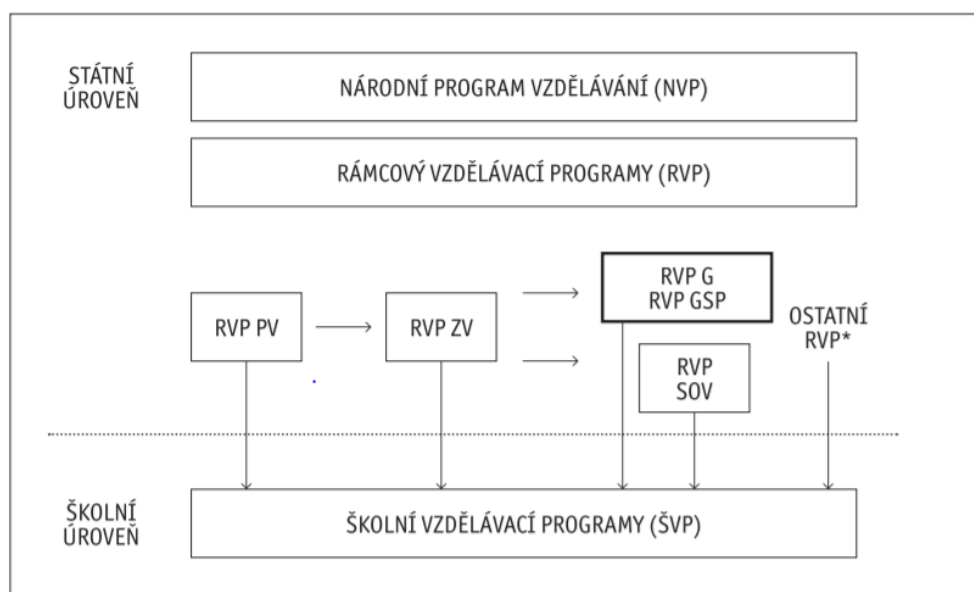 STÁTNÍ
ÚROVEŇ
NÁRODNÍ PROGRAM VZDĚLÁVÁNÍ (NVP)
RÁMCOVÝ VZDĚLÁVACÍ PROGRAMY (RVP)
RVP PV
RVP ZV
RVP G
RVP GSP
RVP
SOV
OSTATNÍ
RVP*
ŠKOLNÍ
ÚROVEŇ
ŠKOLNÍ VZDĚLÁVACÍ PROGRAMY (ŠVP)